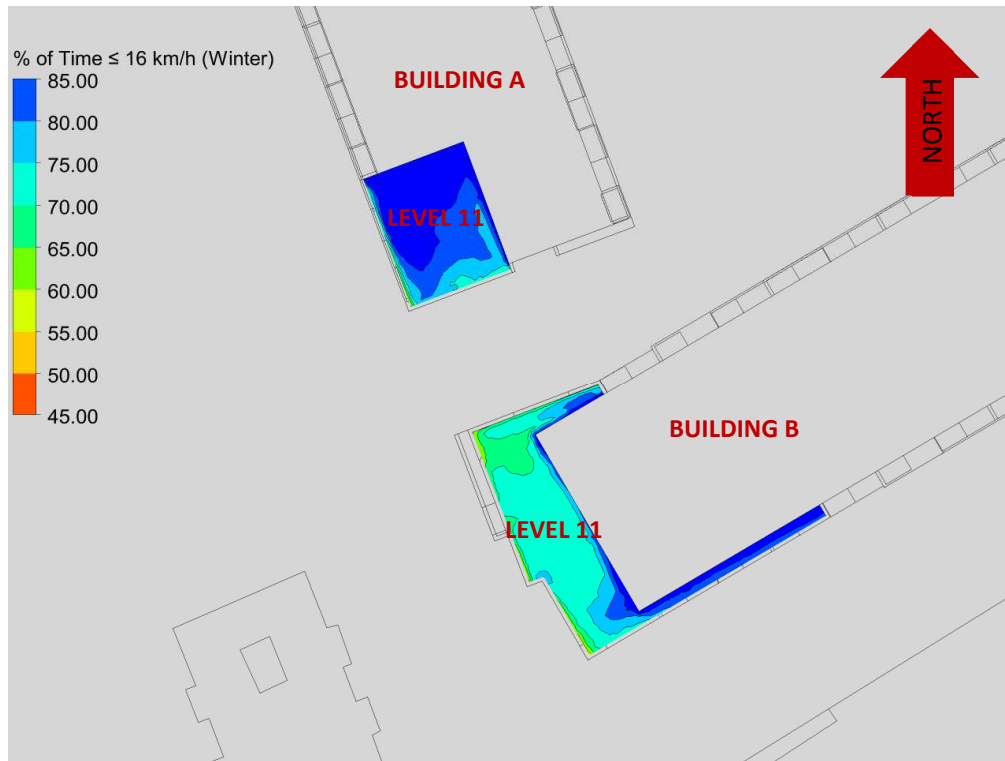 % of Time ≤ 16 km/h (Winter)
85.00
80.00
75.00
70.00
65.00
60.00
55.00
50.00
45.00
BUILDING A
NORTH
LEVEL 11
BUILDING B
LEVEL 11